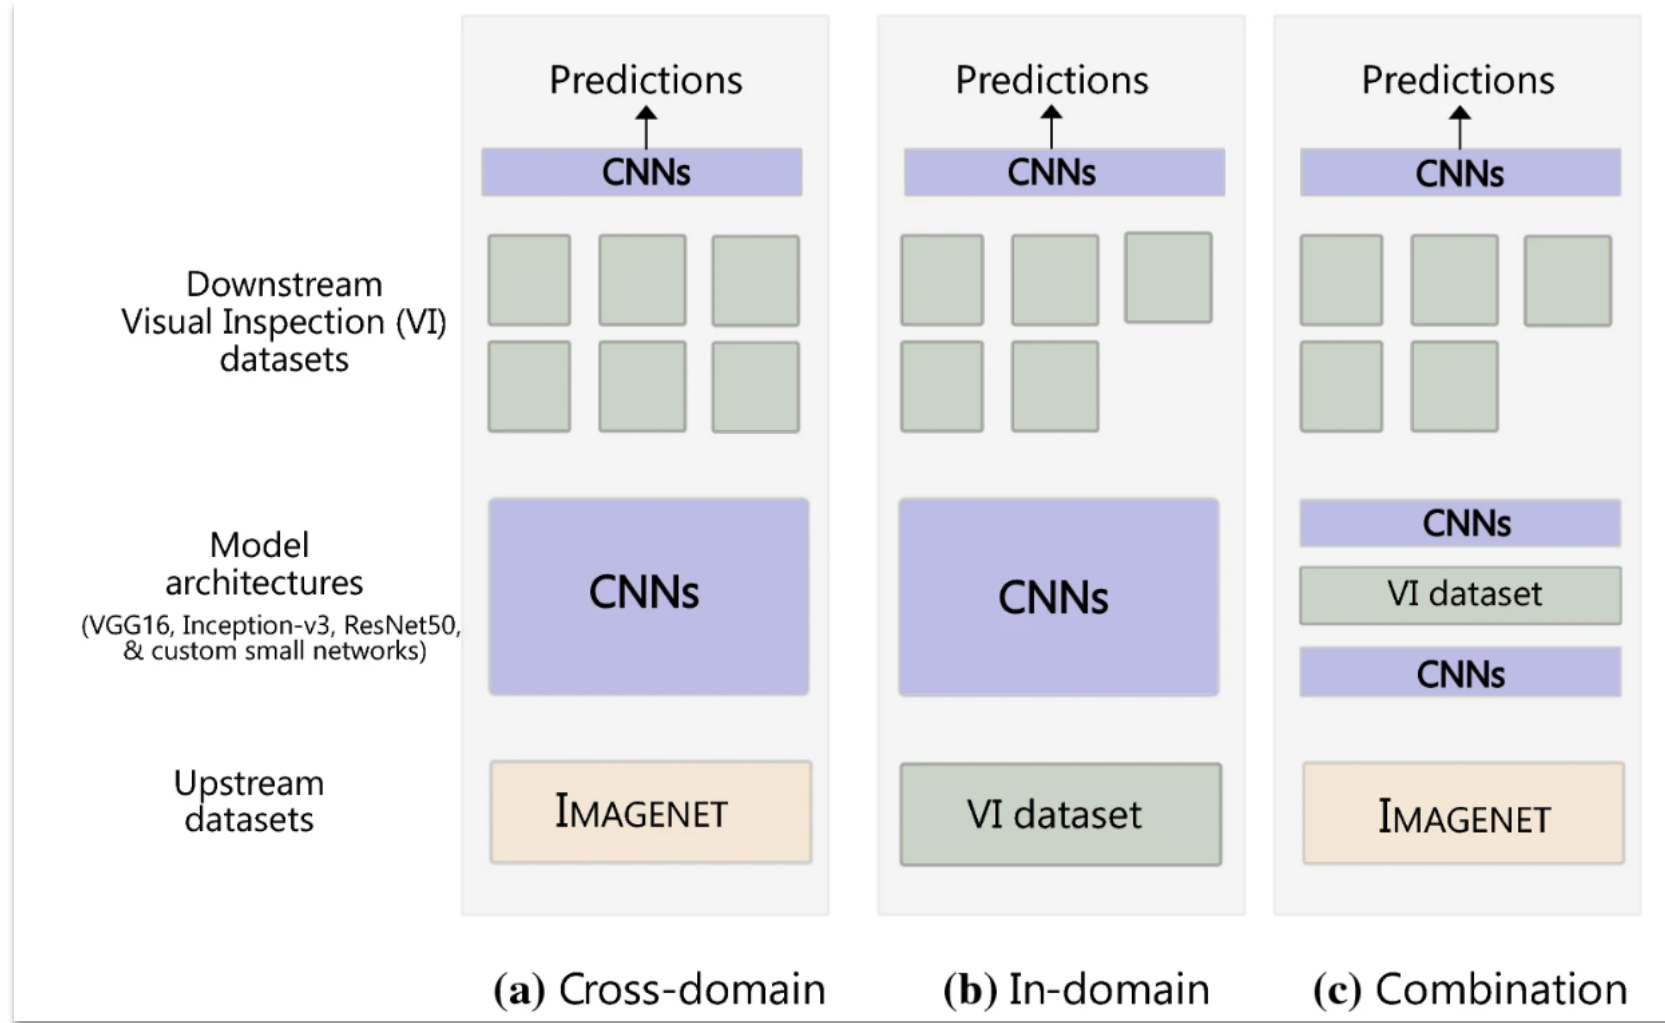 Predictions
Predictions
Predictions
CNNs
CNNs
CNNs
Downstream
Visual Inspection (VI)
datasets
Model
architectures
(VGG16, Inception-v3, ResNet50,
& custom small networks)
CNNs
CNNs
CNNs
VI dataset
CNNs
Upstream
datasets
IMAGENET
VI dataset
IMAGENET
(a) Cross-domain
(b) In-domain
(c) Combination